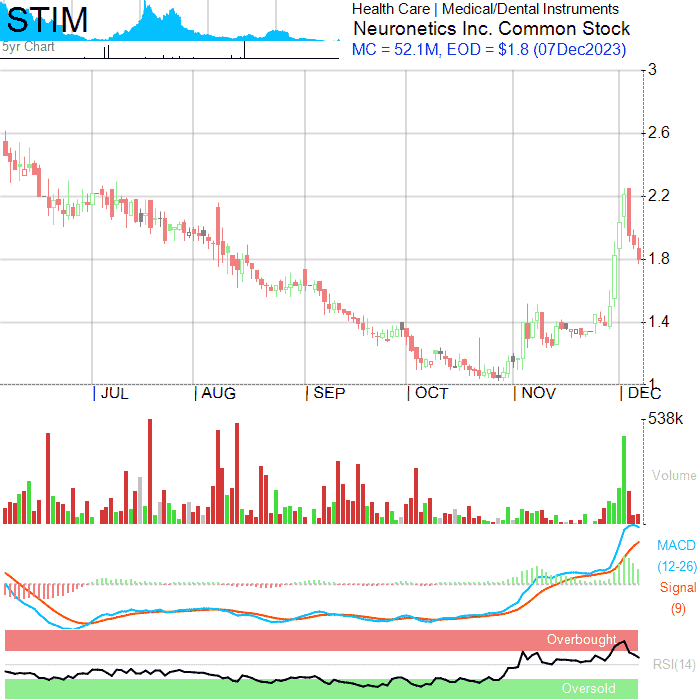 STIM
5yr Chart
Health Care | Medical/Dental Instruments
Neuronetics Inc. Common Stock
MC = 52.1M, EOD = $1.8 (07Dec2023)
3
2.6
2.2
1.8
1.4
1
JUL AUG SEP OCT NOV DEC
538k
Volume
MACD
(12-26)
Signal
(9)
Overbought
RSI(14)
Oversold